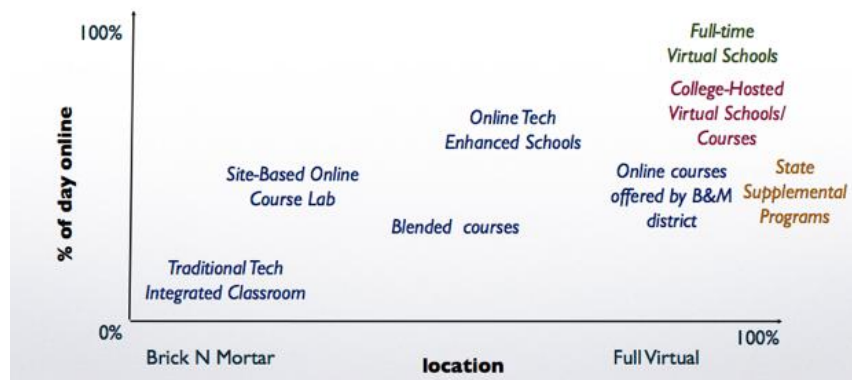 100%
% of day online
0%
Full-time
Virtual Schools
College-Hosted
Virtual Schools/
Courses
Online Tech
Enhanced Schools
Site-Based Online
Course Lab
Online courses
offered by B&M
district
State
Supplemental
Programs
Blended courses
Traditional Tech
Integrated Classroom
100%
Brick N Mortar
location
Full Virtual